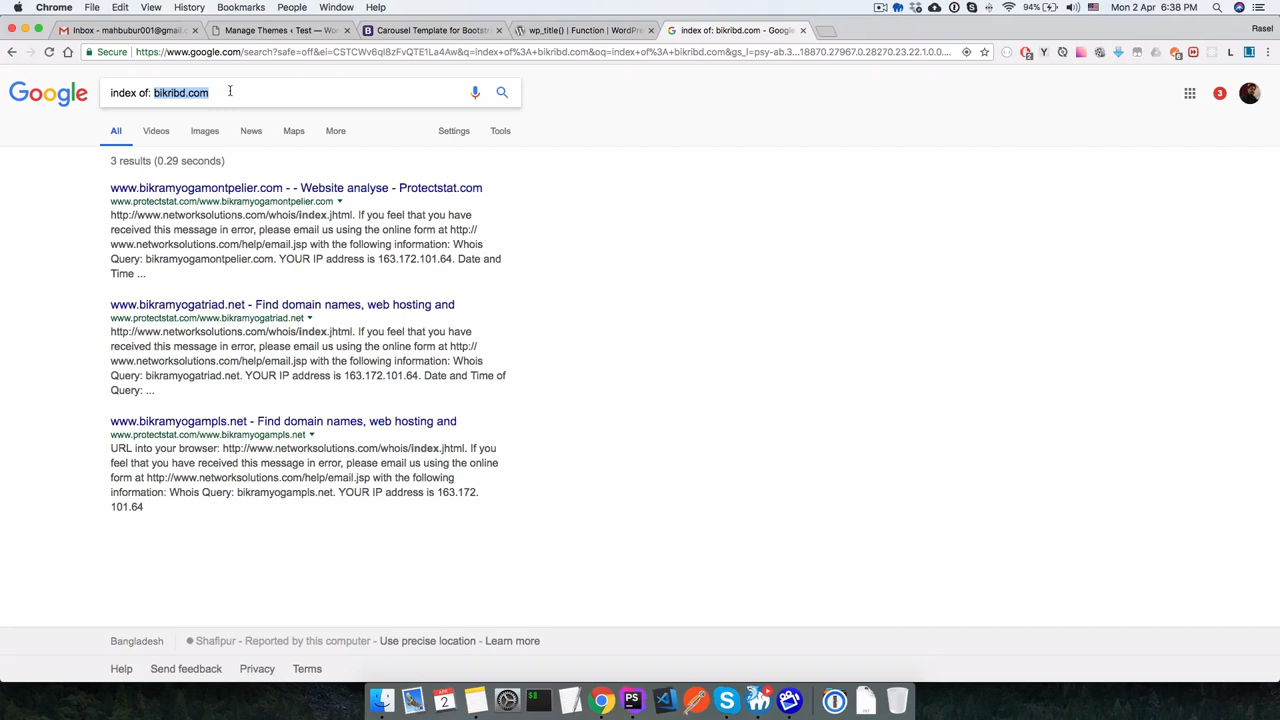 Chrome File Edit View History Bookmarks People Window Help 94% Mon 2 Apr 6:38 PM
Inbox - mahbubur001@gmail.c Manage Themes ‹ Test — Wor Carousel Template for Bootstr wp_title() | Function | WordPre index of: bikribd.com - Google Rasel
Secure https://www.google.com/search?safe=off&ei=CSTCWv6ql8zFvQTE1La4Aw&q=index+of%3A+bikribd.com&oq=index+of%3A+bikribd.com&gs_l=psy-ab.3...18870.27967.0.28270.23.22.1.0.0....
Google index of: bikribd.com 3
All Videos Images News Maps More Settings Tools
3 results (0.29 seconds)
www.bikramyogamontpelier.com - - Website analyse - Protectstat.com
www.protectstat.com/www.bikramyogamontpelier.com
http://www.networksolutions.com/whois/index.jhtml. If you feel that you have
received this message in error, please email us using the online form at http://
www.networksolutions.com/help/email.jsp with the following information: Whois
Query: bikramyogamontpelier.com. YOUR IP address is 163.172.101.64. Date and
Time ...
www.bikramyogatriad.net - Find domain names, web hosting and
www.protectstat.com/www.bikramyogatriad.net
http://www.networksolutions.com/whois/index.jhtml. If you feel that you have
received this message in error, please email us using the online form at http://
www.networksolutions.com/help/email.jsp with the following information: Whois
Query: bikramyogatriad.net. YOUR IP address is 163.172.101.64. Date and Time of
Query: ...
www.bikramyogampls.net - Find domain names, web hosting and
www.protectstat.com/www.bikramyogampls.net
URL into your browser: http://www.networksolutions.com/whois/index.jhtml. If you
feel that you have received this message in error, please email us using the online
form at http://www.networksolutions.com/help/email.jsp with the following
information: Whois Query: bikramyogampls.net. YOUR IP address is 163.172.
101.64
Bangladesh Shafipur - Reported by this computer - Use precise location - Learn more
Help Send feedback Privacy Terms